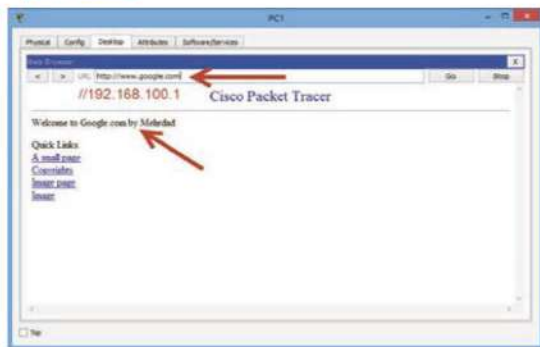 PC1
Physical Config Desktop Attributes Software/Services
Web Browser X
< > URL http://www.google.com Go Stop
//192.168.100.1 Cisco Packet Tracer
Welcome to Google.com by Mehrdad
Quick Links:
A small page
Copyrights
Image page
Image
Top